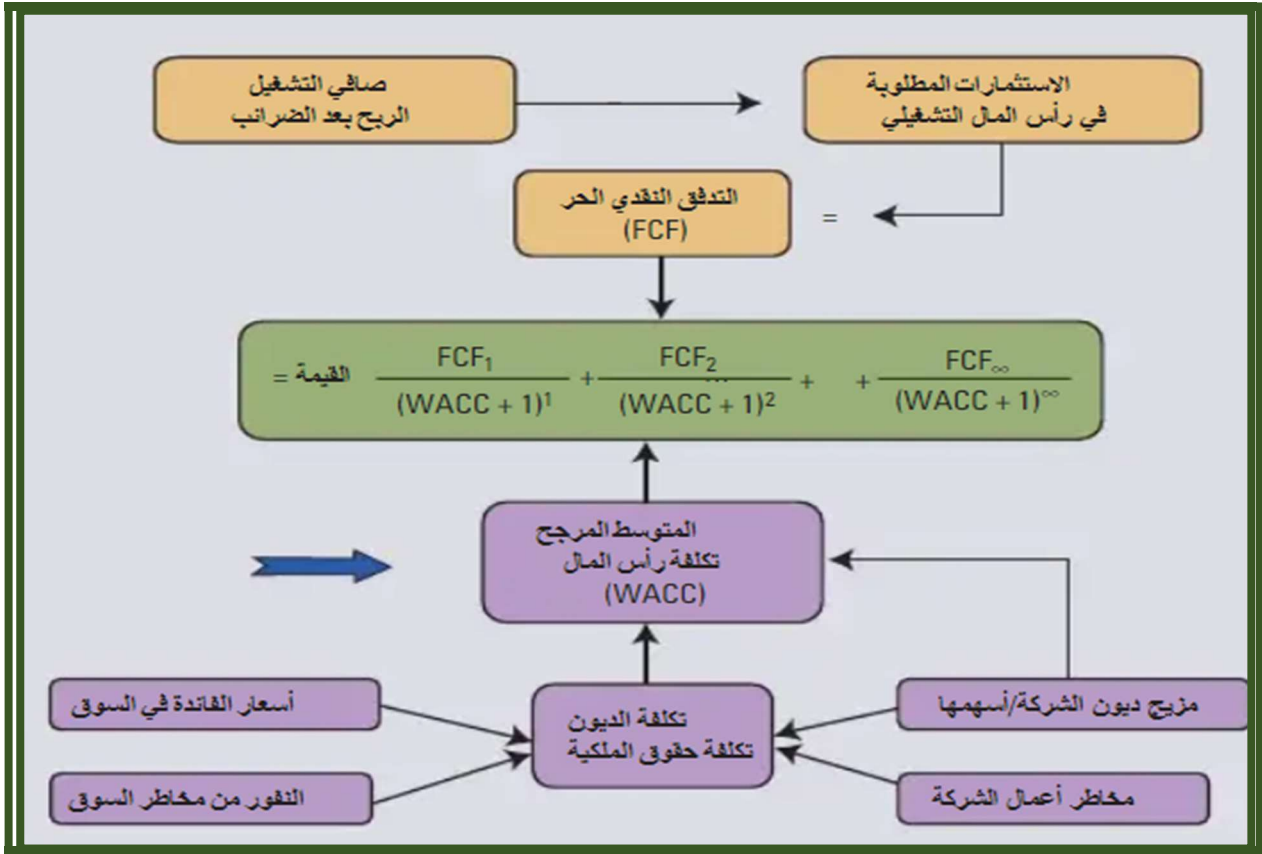 صافي التشغيل
الربح بعد الضرائب
الاستثمارات المطلوبة
في رأس المال التشغيلي
التدفق النقدي الحر
(FCF)
=
القيمة = FCF₁ / (WACC + 1)¹ + FCF₂ / (WACC + 1)² + ... + FCF∞ / (WACC + 1)∞
المتوسط المرجح
تكلفة رأس المال
(WACC)
أسعار الفائدة في السوق
تكلفة الديون
تكلفة حقوق الملكية
مزيج ديون الشركة/أسهمها
النفور من مخاطر السوق
مخاطر أعمال الشركة